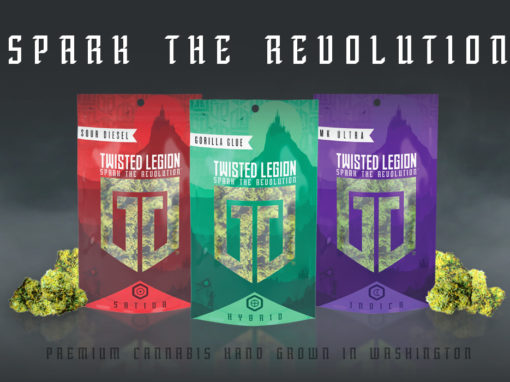 SPARK THE REVOLUTION
SOUR DIESEL
TWISTED LEGION
SPARK THE REVOLUTION
SATIVA
GORILLA GLUE
TWISTED LEGION
SPARK THE REVOLUTION
HYBRID
MK ULTRA
TWISTED LEGION
SPARK THE REVOLUTION
INDICA
PREMIUM CANNABIS HAND GROWN IN WASHINGTON